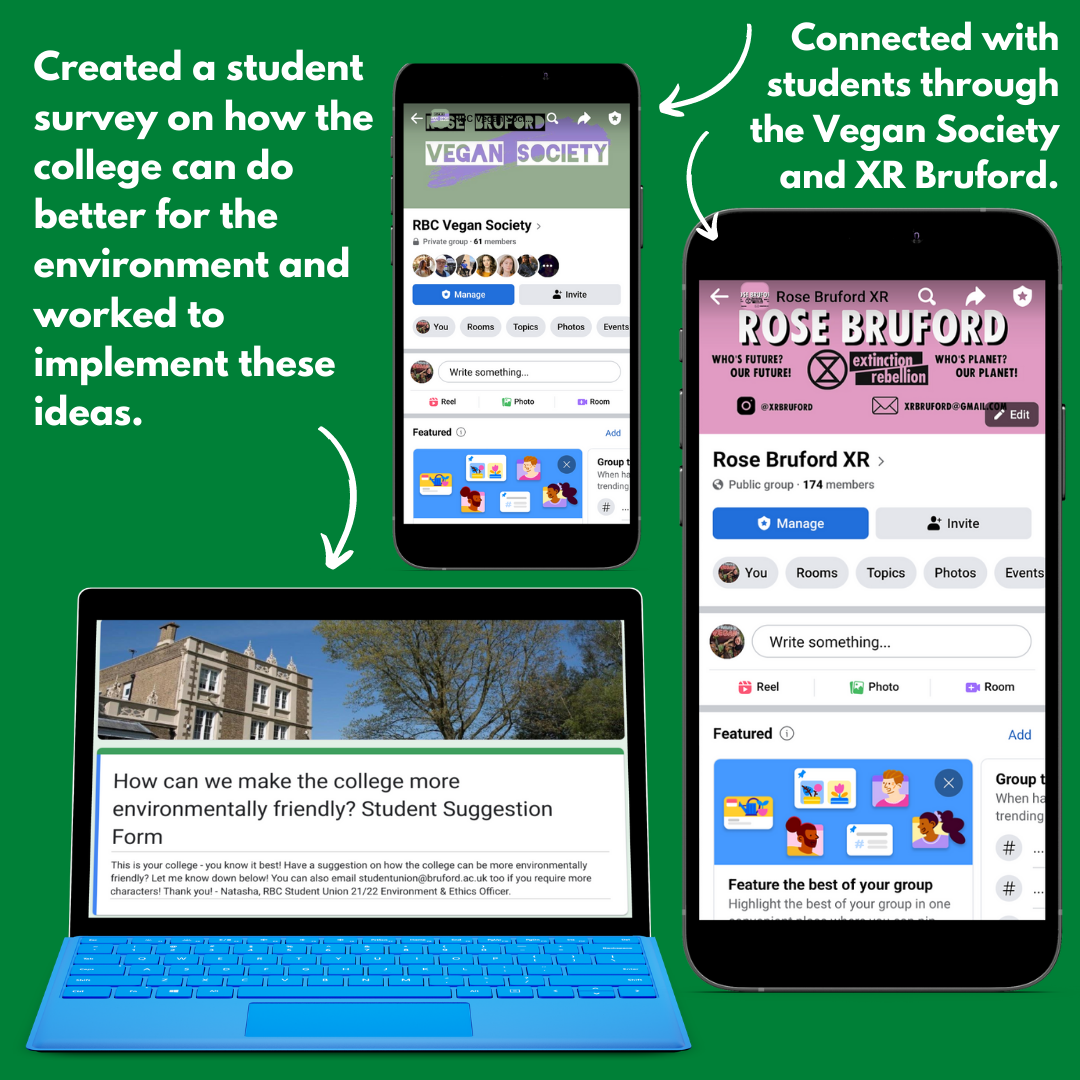 Created a student
survey on how the
college can do
better for the
environment and
worked to
implement these
ideas.
Connected with
students through
the Vegan Society
and XR Bruford.
ROSE BRUFORD
VEGAN SOCIETY
RBC Vegan Society
Private group · 61 members
Manage
Invite
You
Rooms
Topics
Photos
Events
Write something...
Reel
Photo
Room
Featured
Add
Group t
When ha
trending
# ...
Rose Bruford XR
ROSE BRUFORD
WHO'S FUTURE?
OUR FUTURE!
extinction
rebellion
WHO'S PLANET?
OUR PLANET!
@XRBRUFORD
XRBRUFORD@GMAIL.COM
Edit
Rose Bruford XR
Public group · 174 members
Manage
Invite
You
Rooms
Topics
Photos
Events
Write something...
Reel
Photo
Room
Featured
Add
Feature the best of your group
Highlight the best of your group in one
convenient place where you can pin
Group t
When ha
trending
# ...
# ...
How can we make the college more
environmentally friendly? Student Suggestion
Form
This is your college - you know it best! Have a suggestion on how the college can be more environmentally
friendly? Let me know down below! You can also email studentunion@bruford.ac.uk too if you require more
characters! Thank you! - Natasha, RBC Student Union 21/22 Environment & Ethics Officer.